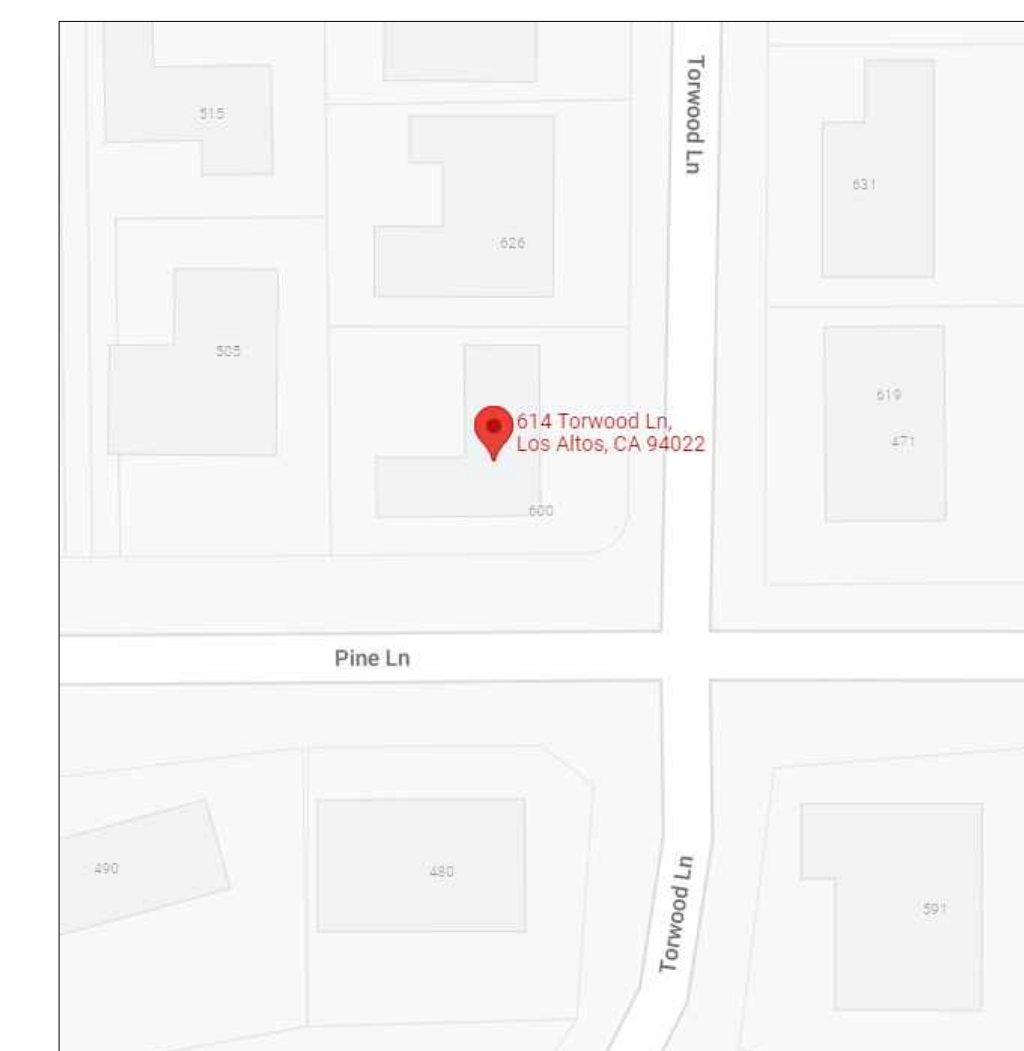 515
Torwood Ln
631
626
505
619
614 Torwood Ln,
Los Altos, CA 94022
471
600
Pine Ln
490
480
Torwood Ln
591